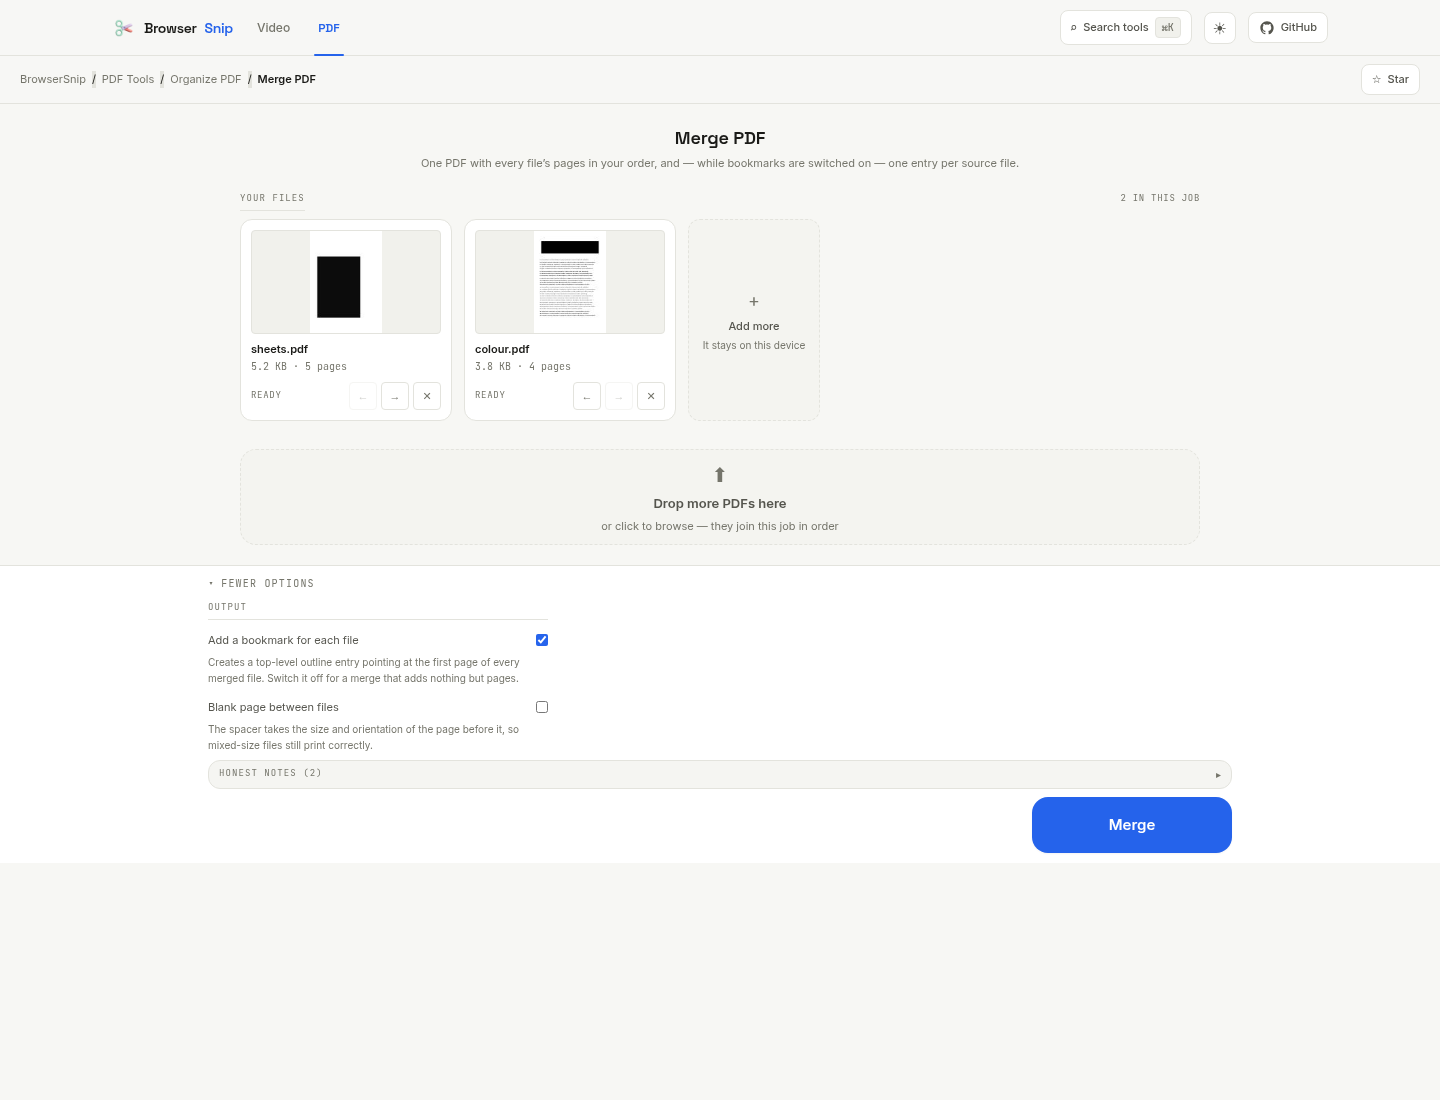 Browser Snip Video PDF Search tools ⌘K GitHub
BrowserSnip / PDF Tools / Organize PDF / Merge PDF ☆ Star
Merge PDF
One PDF with every file’s pages in your order, and — while bookmarks are switched on — one entry per source file.
YOUR FILES 2 IN THIS JOB
sheets.pdf
5.2 KB · 5 pages
READY ← → ✕
colour.pdf
3.8 KB · 4 pages
READY ← → ✕
+
Add more
It stays on this device
Drop more PDFs here
or click to browse — they join this job in order
▾ FEWER OPTIONS
OUTPUT
Add a bookmark for each file
Creates a top-level outline entry pointing at the first page of every
merged file. Switch it off for a merge that adds nothing but pages.
Blank page between files
The spacer takes the size and orientation of the page before it, so
mixed-size files still print correctly.
HONEST NOTES (2) ▸
Merge